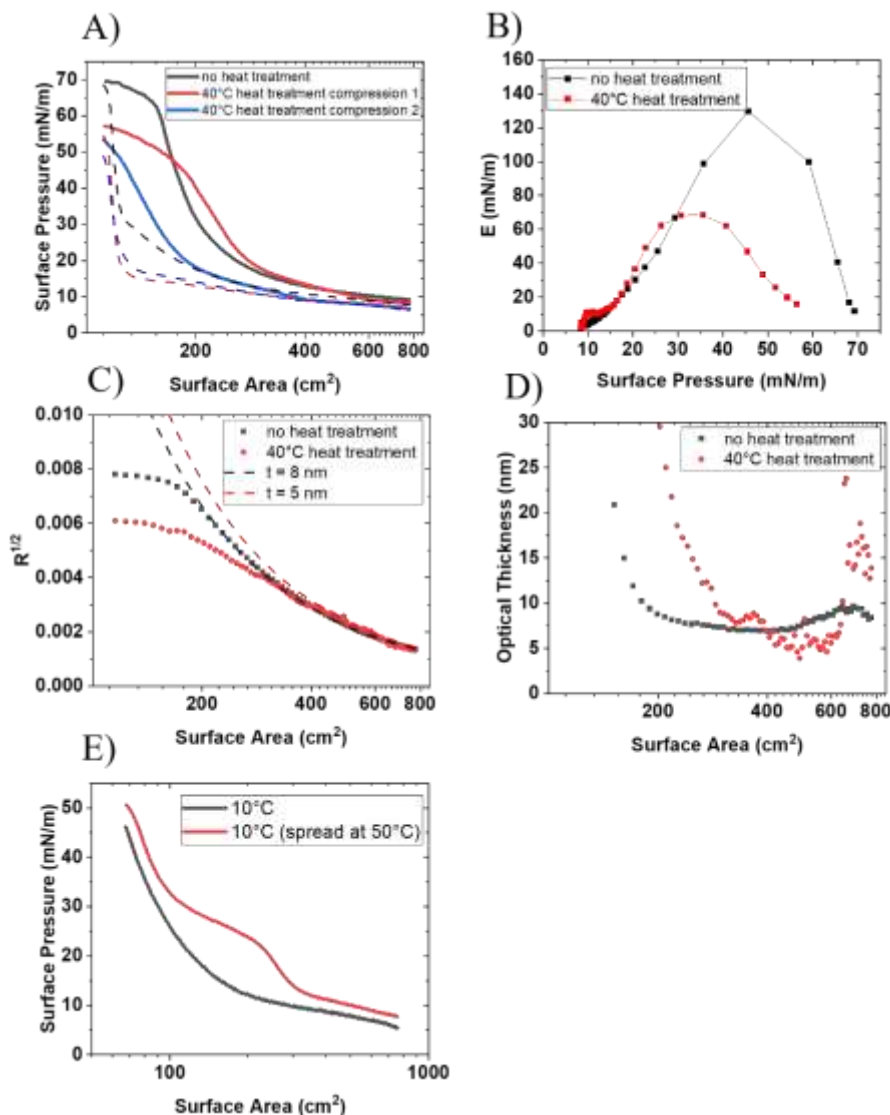 A)
no heat treatment
40°C heat treatment compression 1
40°C heat treatment compression 2
Surface Pressure (mN/m)
70
60
50
40
30
20
10
0
200
400
600
800
Surface Area (cm²)
B)
no heat treatment
40°C heat treatment
E (mN/m)
160
140
120
100
80
60
40
20
0
0
10
20
30
40
50
60
70
Surface Pressure (mN/m)
C)
no heat treatment
40°C heat treatment
t = 8 nm
t = 5 nm
R^1/2
0.010
0.008
0.006
0.004
0.002
0.000
200
400
600
800
Surface Area (cm²)
D)
no heat treatment
40°C heat treatment
Optical Thickness (nm)
30
25
20
15
10
5
0
200
400
600
800
Surface Area (cm²)
E)
10°C
10°C (spread at 50°C)
Surface Pressure (mN/m)
50
40
30
20
10
0
100
1000
Surface Area (cm²)